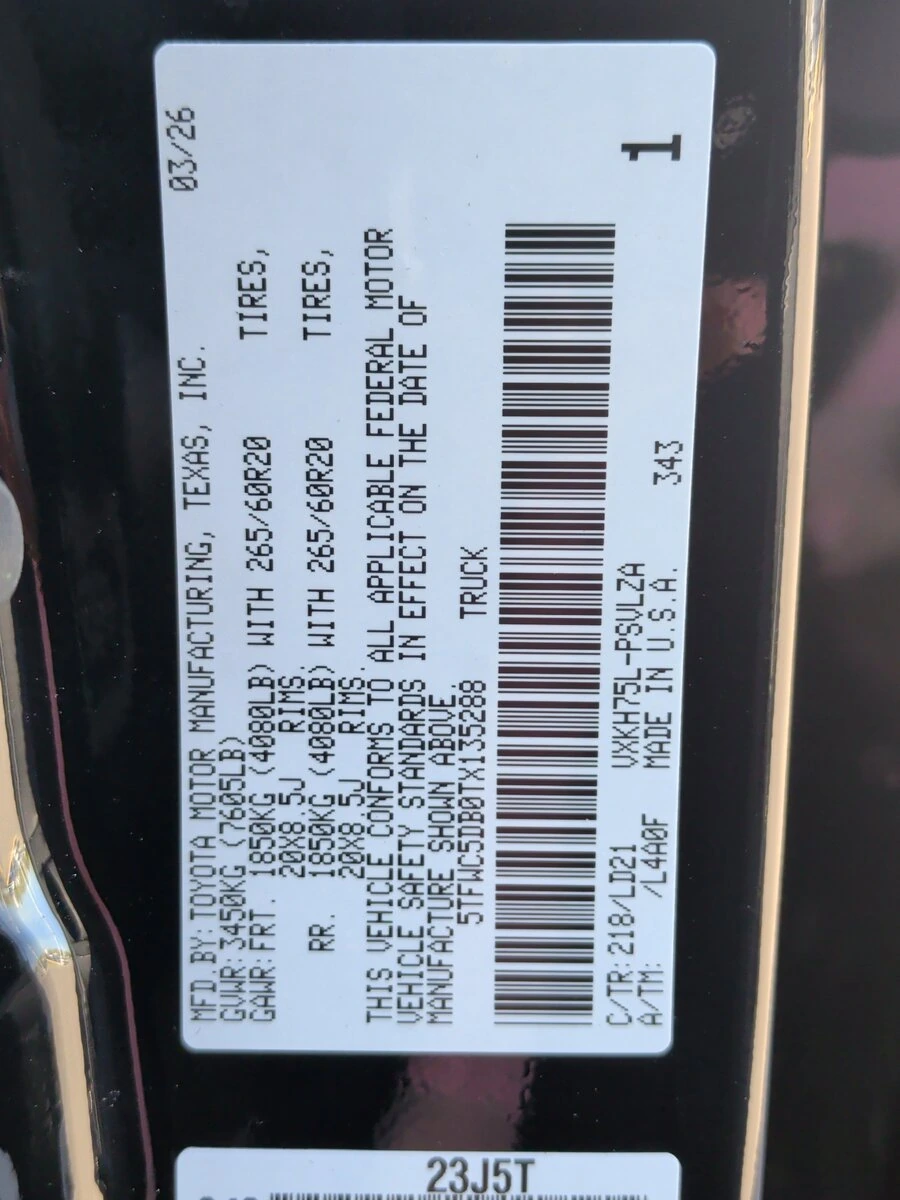 MFD.BY:TOYOTA MOTOR MANUFACTURING, TEXAS, INC. 03/26
GVWR:3450KG (7605LB)
GAWR:FRT. 1850KG (4080LB) WITH 265/60R20 TIRES,
20X8.5J RIMS.
RR. 1850KG (4080LB) WITH 265/60R20 TIRES,
20X8.5J RIMS.
THIS VEHICLE CONFORMS TO ALL APPLICABLE FEDERAL MOTOR
VEHICLE SAFETY STANDARDS IN EFFECT ON THE DATE OF
MANUFACTURE SHOWN ABOVE
5TFWC5DB0TX135288 TRUCK
C/TR:218/LD21 VXKH75L-PSVLZA
A/TM: /L4A0F MADE IN U.S.A. 343
1
23J5T